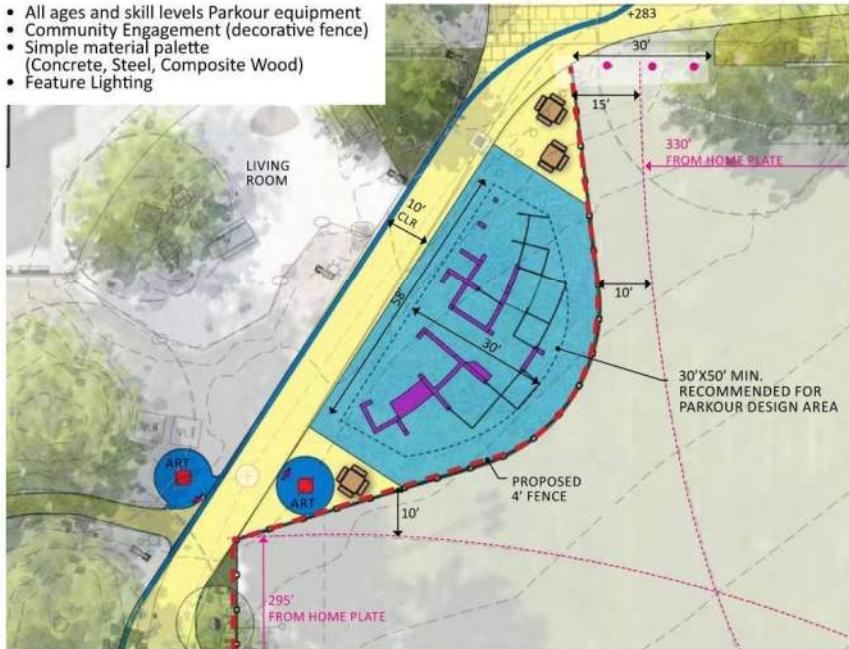 • All ages and skill levels Parkour equipment
• Community Engagement (decorative fence)
• Simple material palette
(Concrete, Steel, Composite Wood)
• Feature Lighting
+283
30'
15'
330'
FROM HOME PLATE
LIVING
ROOM
10'
CLR
58'
30'
10'
30'X50' MIN.
RECOMMENDED FOR
PARKOUR DESIGN AREA
ART
ART
PROPOSED
4' FENCE
10'
295'
FROM HOME PLATE